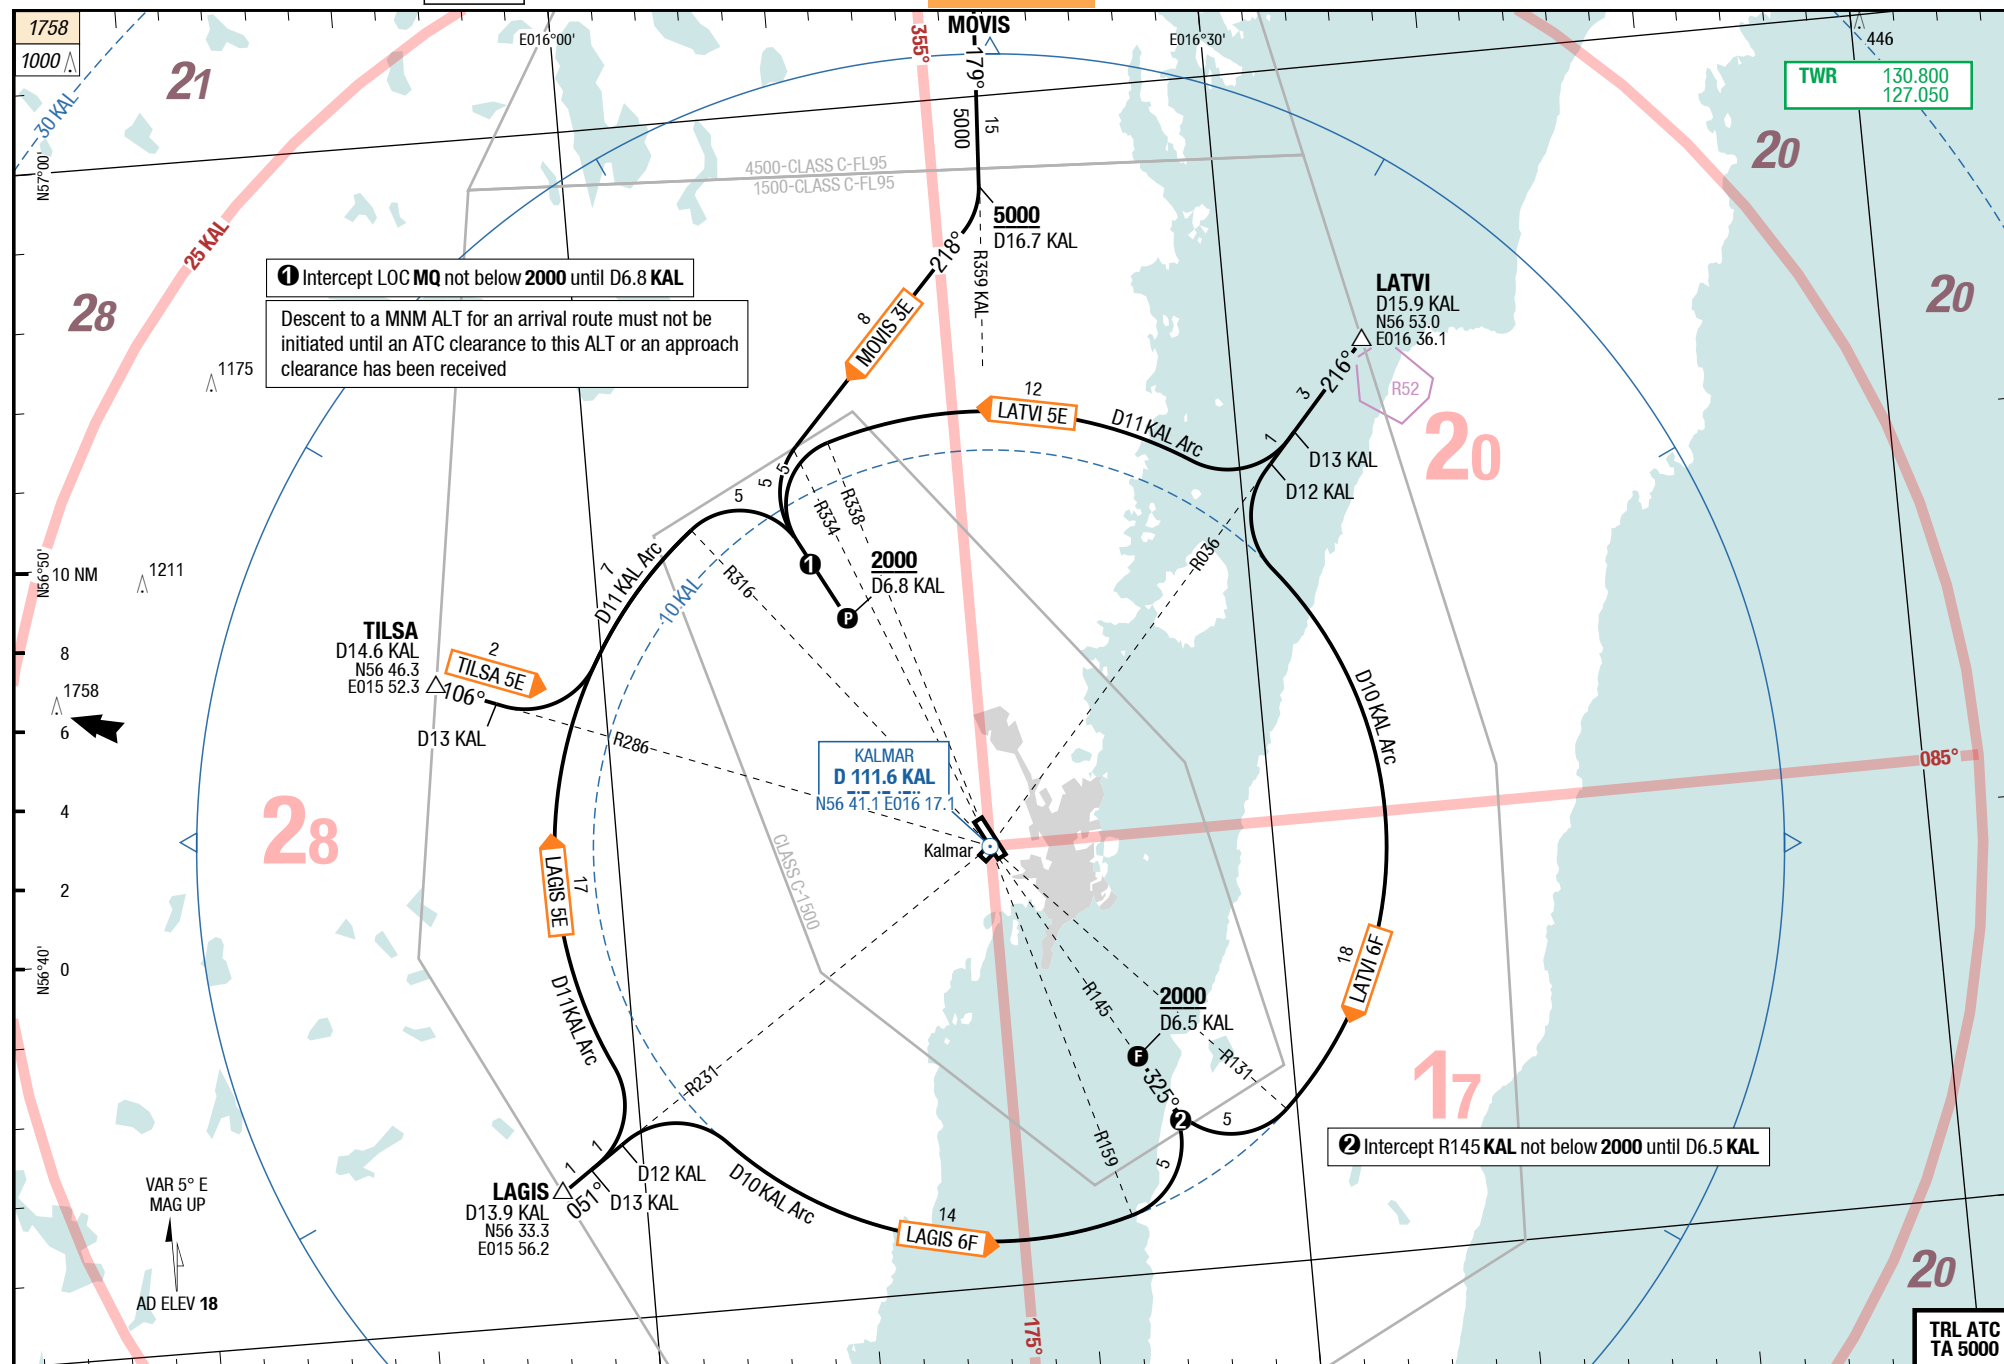 MOVIS
1758
1000
21
E016°00'
355°
179°
E016°30'
446
TWR 130.800
127.050
30 KAL
5000
15
20
N57°00'
4500-CLASS C-FL95
1500-CLASS C-FL95
25 KAL
5000
D16.7 KAL
218°
R359 KAL
❶ Intercept LOC MQ not below 2000 until D6.8 KAL
Descent to a MNM ALT for an arrival route must not be
initiated until an ATC clearance to this ALT or an approach
clearance has been received
LATVI
D15.9 KAL
N56 53.0
E016 36.1
20
28
8
MOVIS 3E
1175
216°
R52
3
12
LATVI 5E
D11 KAL Arc
1
20
D13 KAL
D12 KAL
5
5
5
R334
R338
N56°50'
10 NM
1211
7
D11 KAL Arc
R316
10 KAL
1
2000
D6.8 KAL
P
R036
TILSA
D14.6 KAL
N56 46.3
E015 52.3
8
2
TILSA 5E
106°
D13 KAL
1758
6
R286
D10 KAL Arc
KALMAR
D 111.6 KAL
N56 41.1 E016 17.1
085°
4
28
Kalmar
CLASS C-1500
2
LAGIS 5E
17
N56°40'
0
D11 KAL Arc
18
LATVI 6F
R145
2000
D6.5 KAL
F
325°
R131
2
5
17
R231
R159
5
❷ Intercept R145 KAL not below 2000 until D6.5 KAL
1
1
D12 KAL
D13 KAL
051°
LAGIS
D13.9 KAL
N56 33.3
E015 56.2
D10 KAL Arc
14
LAGIS 6F
VAR 5° E
MAG UP
AD ELEV 18
20
175°
TRL ATC
TA 5000